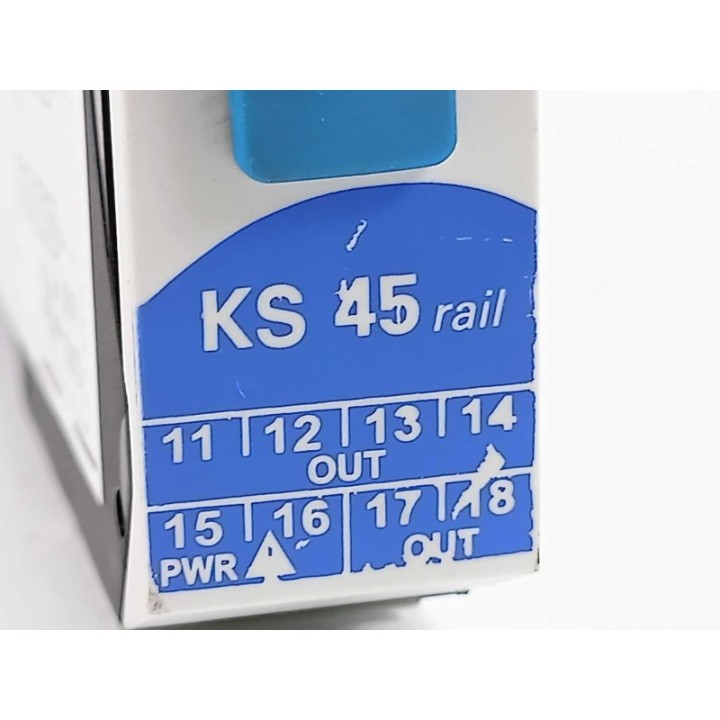 KS 45 rail
11 12 13 14
OUT
15 16 17 18
PWR OUT